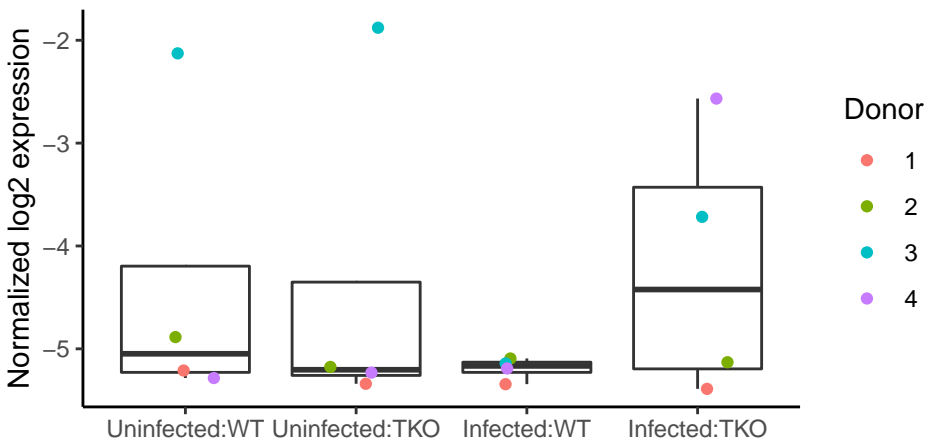 Normalized log2 expression
−2
−3
−4
−5
Uninfected:WT
Uninfected:TKO
Infected:WT
Infected:TKO
Donor
1
2
3
4